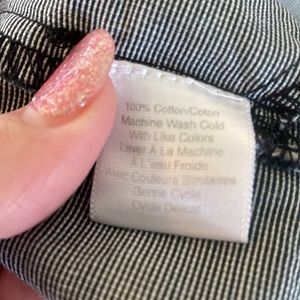 100% Cotton/Coton
Machine Wash Cold
With Like Colors
Laver À La Machine
À L'eau Froide
Avec Couleurs Similaires
Gentle Cycle
Cycle Délicat